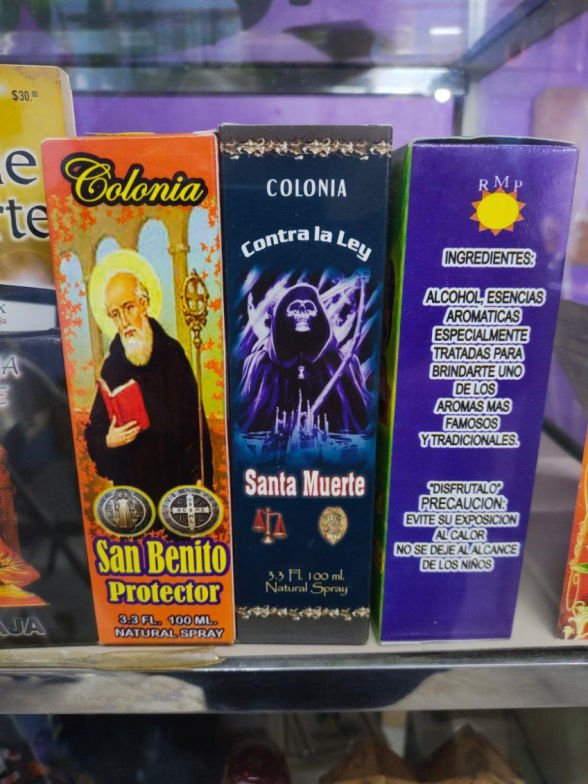 $30.00
Colonia
San Benito
Protector
3.3 FL. 100 ML.
NATURAL SPRAY
COLONIA
Contra la Ley
Santa Muerte
3.3 Fl. 100 ml.
Natural Spray
RMP
INGREDIENTES:
ALCOHOL, ESENCIAS
AROMATICAS
ESPECIALMENTE
TRATADAS PARA
BRINDARTE UNO
DE LOS
AROMAS MAS
FAMOSOS
Y TRADICIONALES.
"DISFRUTALO"
PRECAUCION:
EVITE SU EXPOSICION
AL CALOR
NO SE DEJE AL ALCANCE
DE LOS NIÑOS